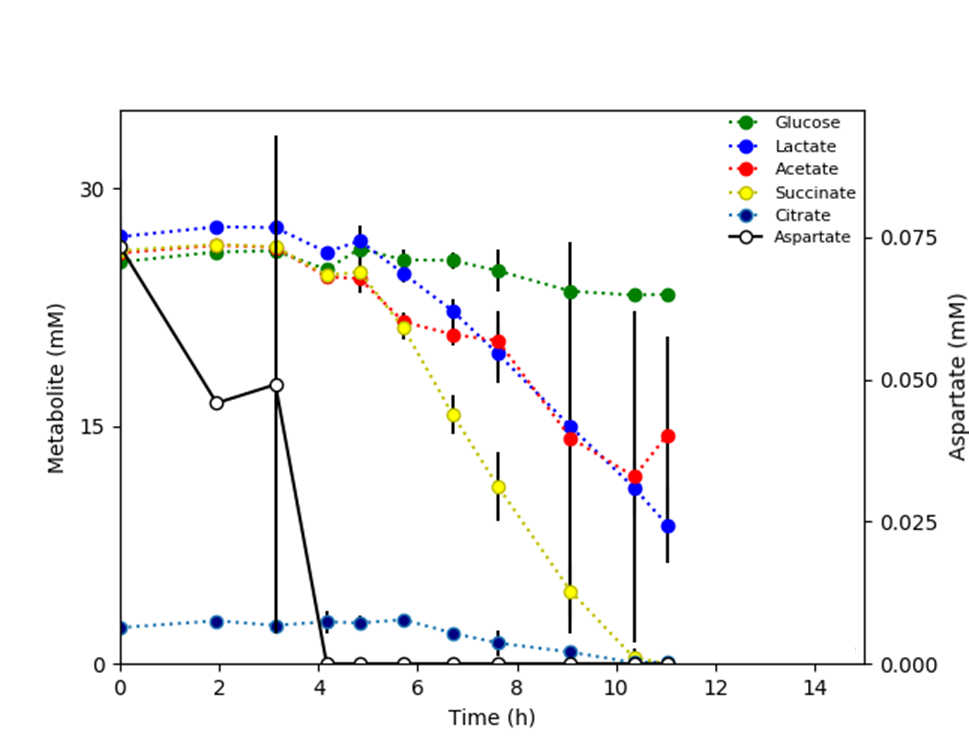 Glucose
Lactate
Acetate
Succinate
Citrate
Aspartate
30
15
0
Metabolite (mM)
0.075
0.050
0.025
0.000
Aspartate (mM)
0 2 4 6 8 10 12 14
Time (h)